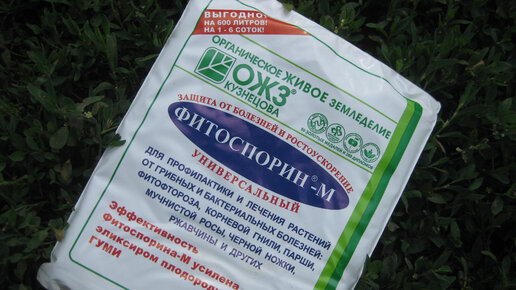 ВЫГОДНО!
НА 600 ЛИТРОВ!
НА 1 - 6 СОТОК!
ОРГАНИЧЕСКОЕ ЖИВОЕ ЗЕМЛЕДЕЛИЕ
ОЖЗ®
КУЗНЕЦОВА
ЗАЩИТА ОТ БОЛЕЗНЕЙ И РОСТОУСКОРЕНИЕ
ФИТОСПОРИН®-М
УНИВЕРСАЛЬНЫЙ
ДЛЯ ПРОФИЛАКТИКИ И ЛЕЧЕНИЯ РАСТЕНИЙ
ОТ ГРИБНЫХ И БАКТЕРИАЛЬНЫХ БОЛЕЗНЕЙ:
ФИТОФТОРОЗА, КОРНЕВОЙ ГНИЛИ, ПАРШИ,
МУЧНИСТОЙ РОСЫ, ЧЕРНОЙ НОЖКИ,
РЖАВЧИНЫ И ДРУГИХ
Эффективность
Фитоспорина-М усилена
эликсиром плодород
ГУМИ